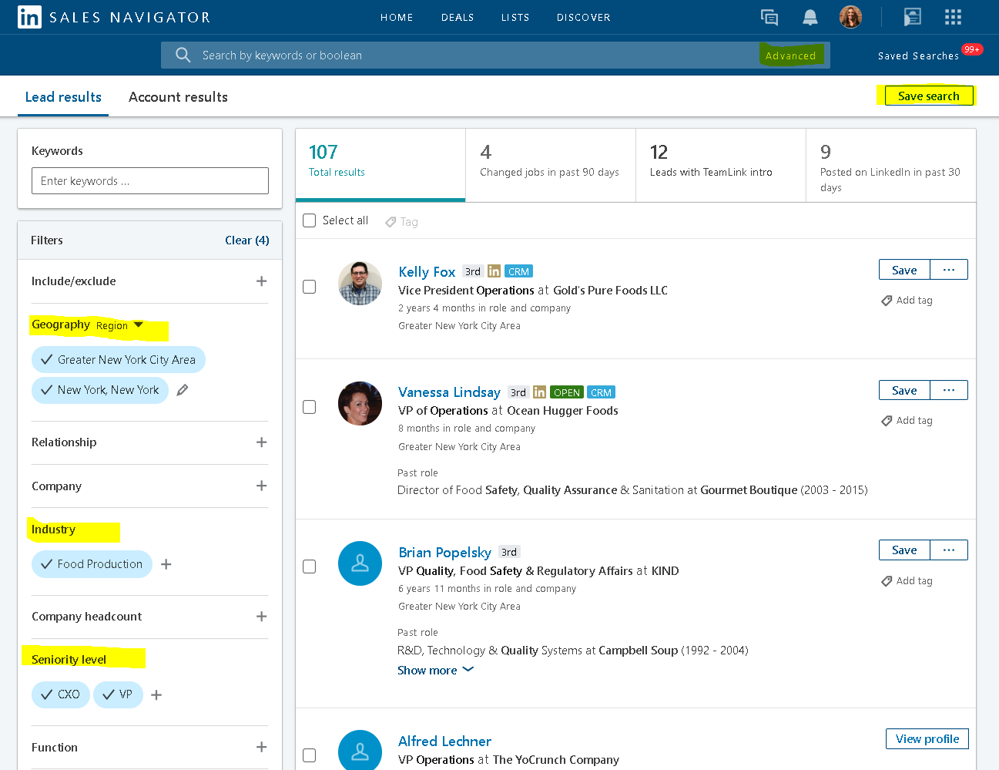 in SALES NAVIGATOR
HOME DEALS LISTS DISCOVER
Search by keywords or boolean
Advanced
Saved Searches 99+
Lead results Account results
Save search
Keywords
Enter keywords ...
Filters Clear (4)
Include/exclude +
Geography Region
Greater New York City Area
New York, New York
Relationship +
Company +
Industry
Food Production +
Company headcount +
Seniority level
CXO VP +
Function +
107
Total results
4
Changed jobs in past 90 days
12
Leads with TeamLink intro
9
Posted on LinkedIn in past 30
days
Select all Tag
Kelly Fox 3rd in CRM
Vice President Operations at Gold's Pure Foods LLC
2 years 4 months in role and company
Greater New York City Area
Save ...
Add tag
Vanessa Lindsay 3rd in OPEN CRM
VP of Operations at Ocean Hugger Foods
8 months in role and company
Greater New York City Area
Past role
Director of Food Safety, Quality Assurance & Sanitation at Gourmet Boutique (2003 - 2015)
Save ...
Add tag
Brian Popelsky 3rd
VP Quality, Food Safety & Regulatory Affairs at KIND
6 years 11 months in role and company
Greater New York City Area
Past role
R&D, Technology & Quality Systems at Campbell Soup (1992 - 2004)
Show more
Save ...
Add tag
Alfred Lechner
VP Operations at The YoCrunch Company
View profile